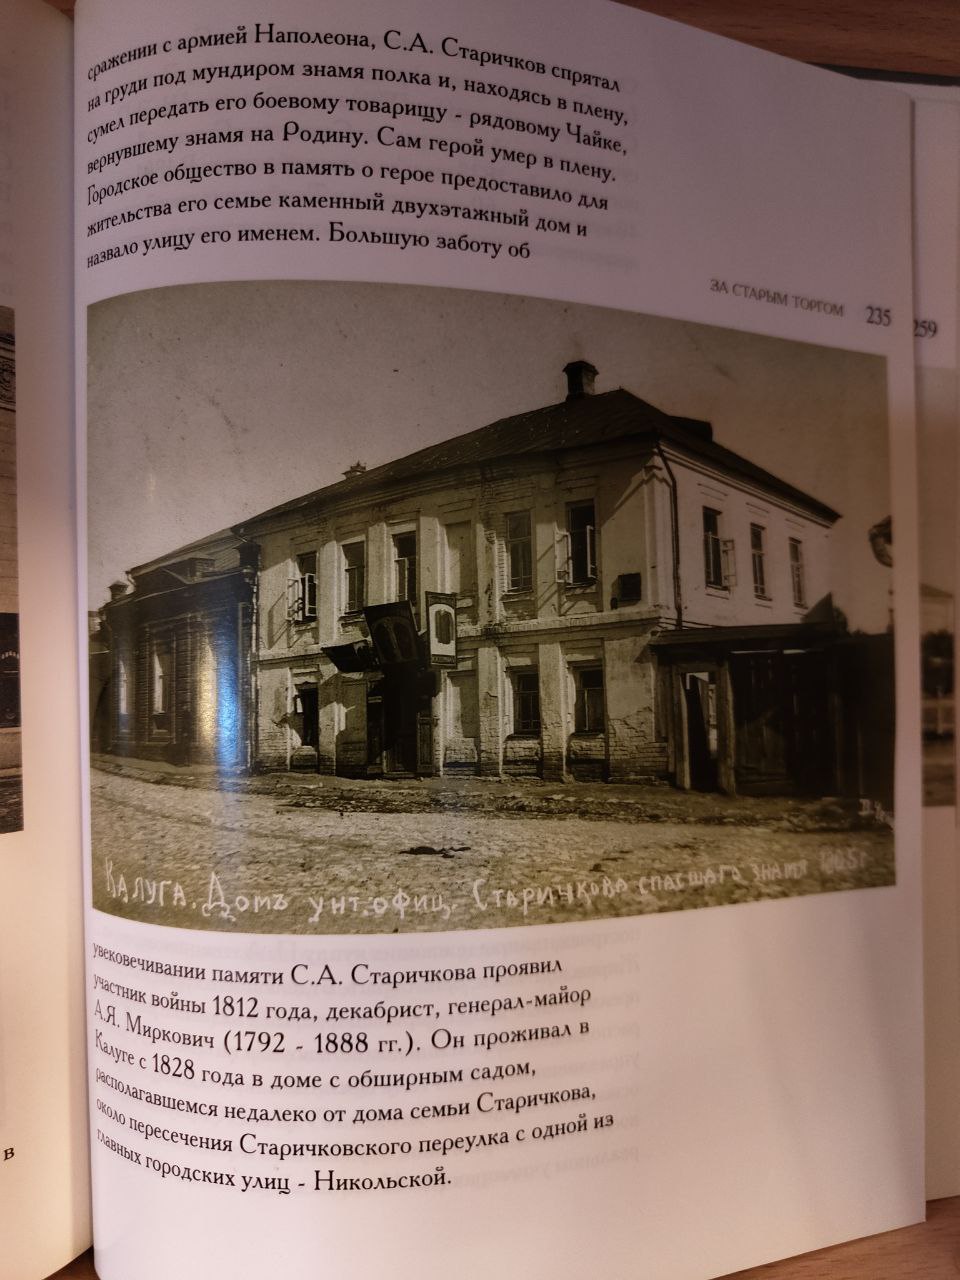 сражении с армией Наполеона, С.А. Старичков спрятал
на груди под мундиром знамя полка и, находясь в плену,
сумел передать его боевому товарищу - рядовому Чайке,
вернувшему знамя на Родину. Сам герой умер в плену.
Городское общество в память о герое предоставило для
жительства его семье каменный двухэтажный дом и
назвало улицу его именем. Большую заботу об
ЗА СТАРЫМ ТОРГОМ 235
259
Калуга. Домъ унт.офиц. Старичкова спасшаго знамя
увековечивании памяти С.А. Старичкова проявил
участник войны 1812 года, декабрист, генерал-майор
А.Я. Миркович (1792 - 1888 гг.). Он проживал в
Калуге с 1828 года в доме с обширным садом,
располагавшемся недалеко от дома семьи Старичкова,
около пересечения Старичковского переулка с одной из
главных городских улиц - Никольской.
в